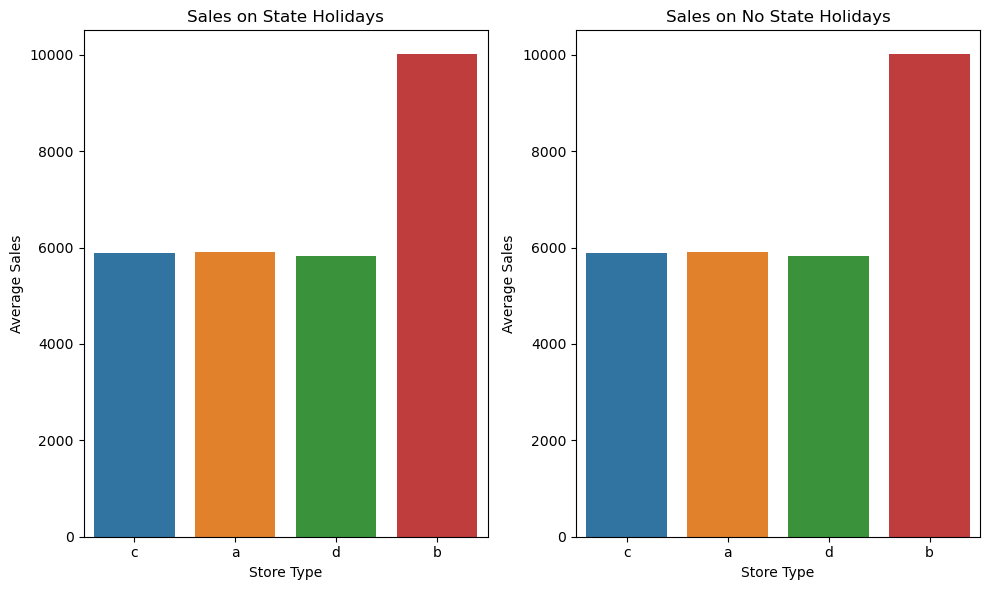 Sales on State Holidays
10000
8000
6000
4000
2000
0
Average Sales
c a d b
Store Type
Sales on No State Holidays
10000
8000
6000
4000
2000
0
Average Sales
c a d b
Store Type